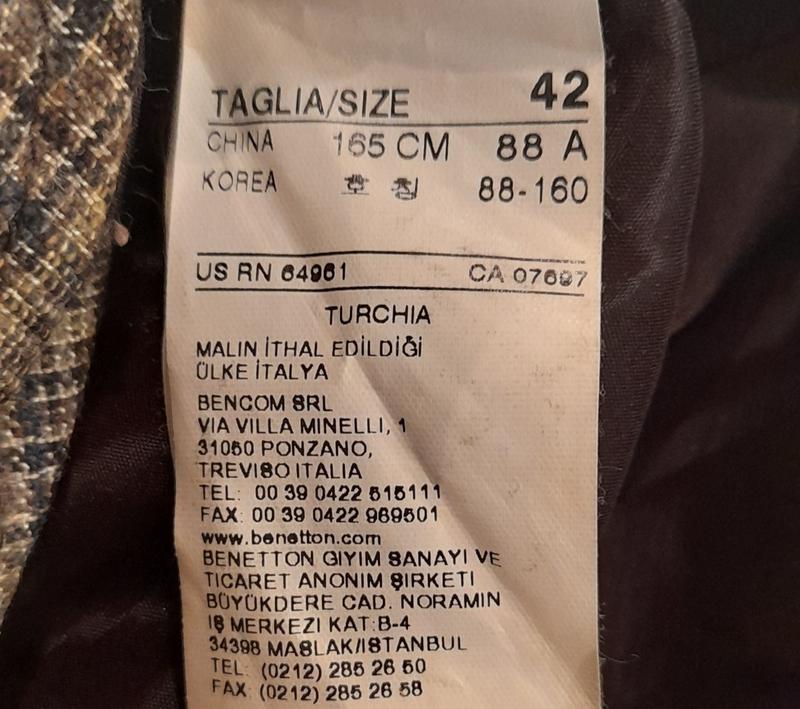 TAGLIA/SIZE 42
CHINA 165 CM 88 A
KOREA 호칭 88-160
US RN 64961 CA 07697
TURCHIA
MALIN İTHAL EDİLDİĞİ
ÜLKE İTALYA
BENCOM SRL
VIA VILLA MINELLI, 1
31050 PONZANO,
TREVISO ITALIA
TEL: 00 39 0422 515111
FAX: 00 39 0422 969501
www.benetton.com
BENETTON GIYIM SANAYI VE
TICARET ANONIM ŞIRKETI
BÜYÜKDERE CAD. NORAMIN
IŞ MERKEZI KAT:B-4
34398 MASLAK/ISTANBUL
TEL: (0212) 285 26 50
FAX: (0212) 285 26 58